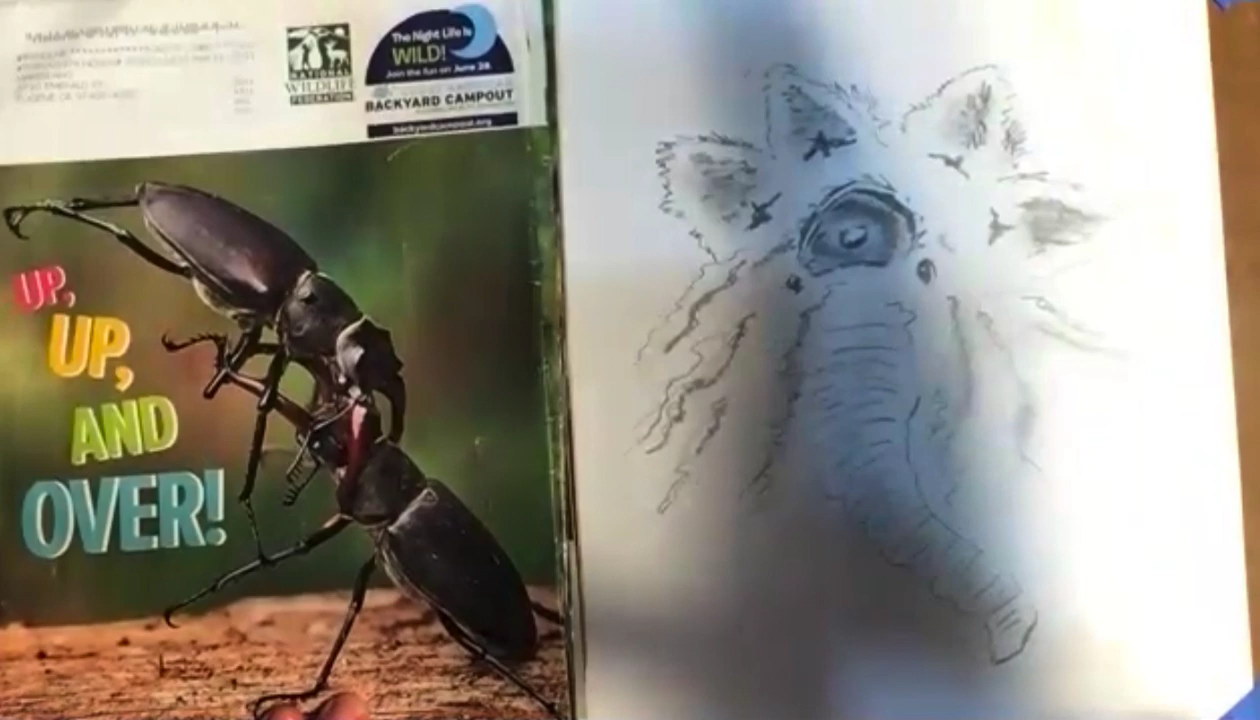 NATIONAL
WILDLIFE
FEDERATION
The Night Life Is
WILD!
Join the fun on June 28
BACKYARD CAMPOUT
backyardcampout.org
UP,
UP,
AND
OVER!